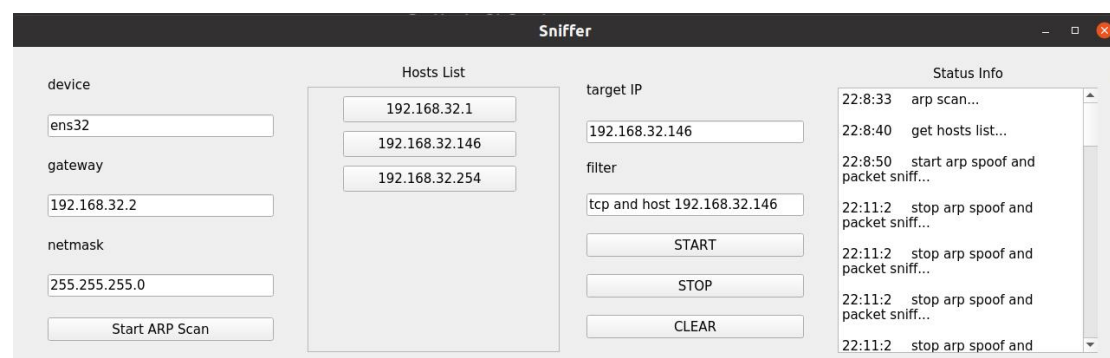 Sniffer
device
ens32
gateway
192.168.32.2
netmask
255.255.255.0
Start ARP Scan
Hosts List
192.168.32.1
192.168.32.146
192.168.32.254
target IP
192.168.32.146
filter
tcp and host 192.168.32.146
START
STOP
CLEAR
Status Info
22:8:33 arp scan...
22:8:40 get hosts list...
22:8:50 start arp spoof and
packet sniff...
22:11:2 stop arp spoof and
packet sniff...
22:11:2 stop arp spoof and
packet sniff...
22:11:2 stop arp spoof and
packet sniff...
22:11:2 stop arp spoof and